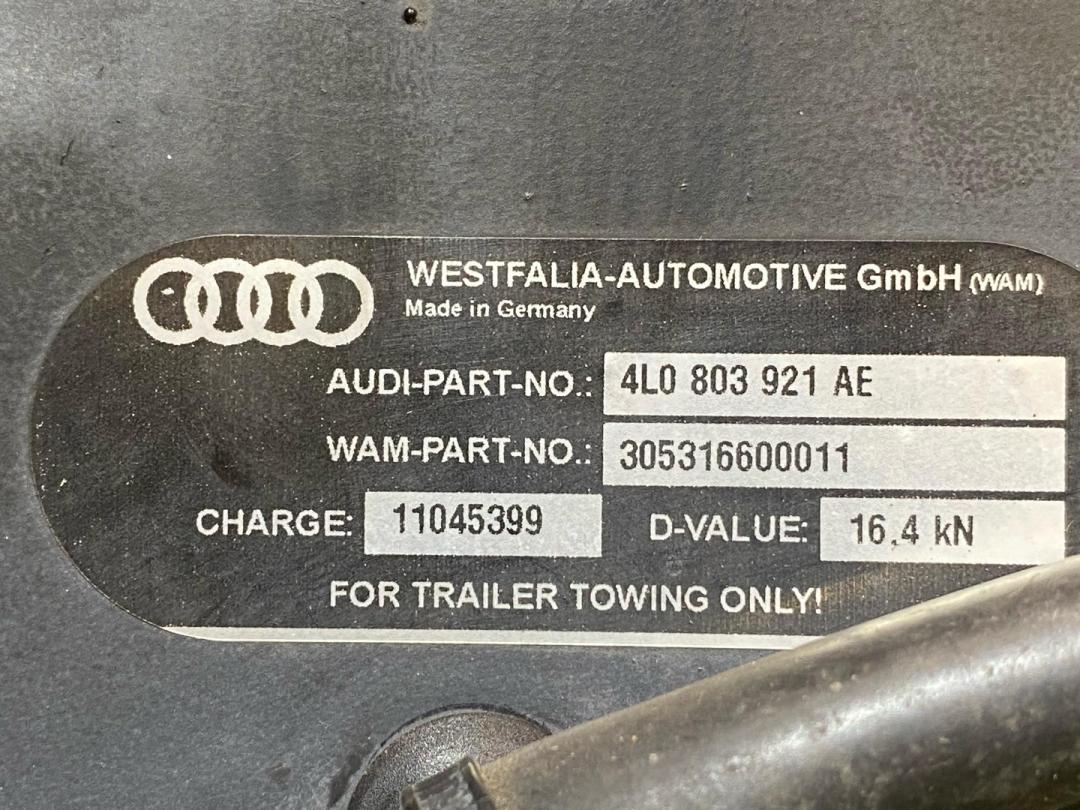 WESTFALIA-AUTOMOTIVE GmbH (WAM)
Made in Germany
AUDI-PART-NO.: 4L0 803 921 AE
WAM-PART-NO.: 305316600011
CHARGE: 11045399 D-VALUE: 16,4 kN
FOR TRAILER TOWING ONLY!